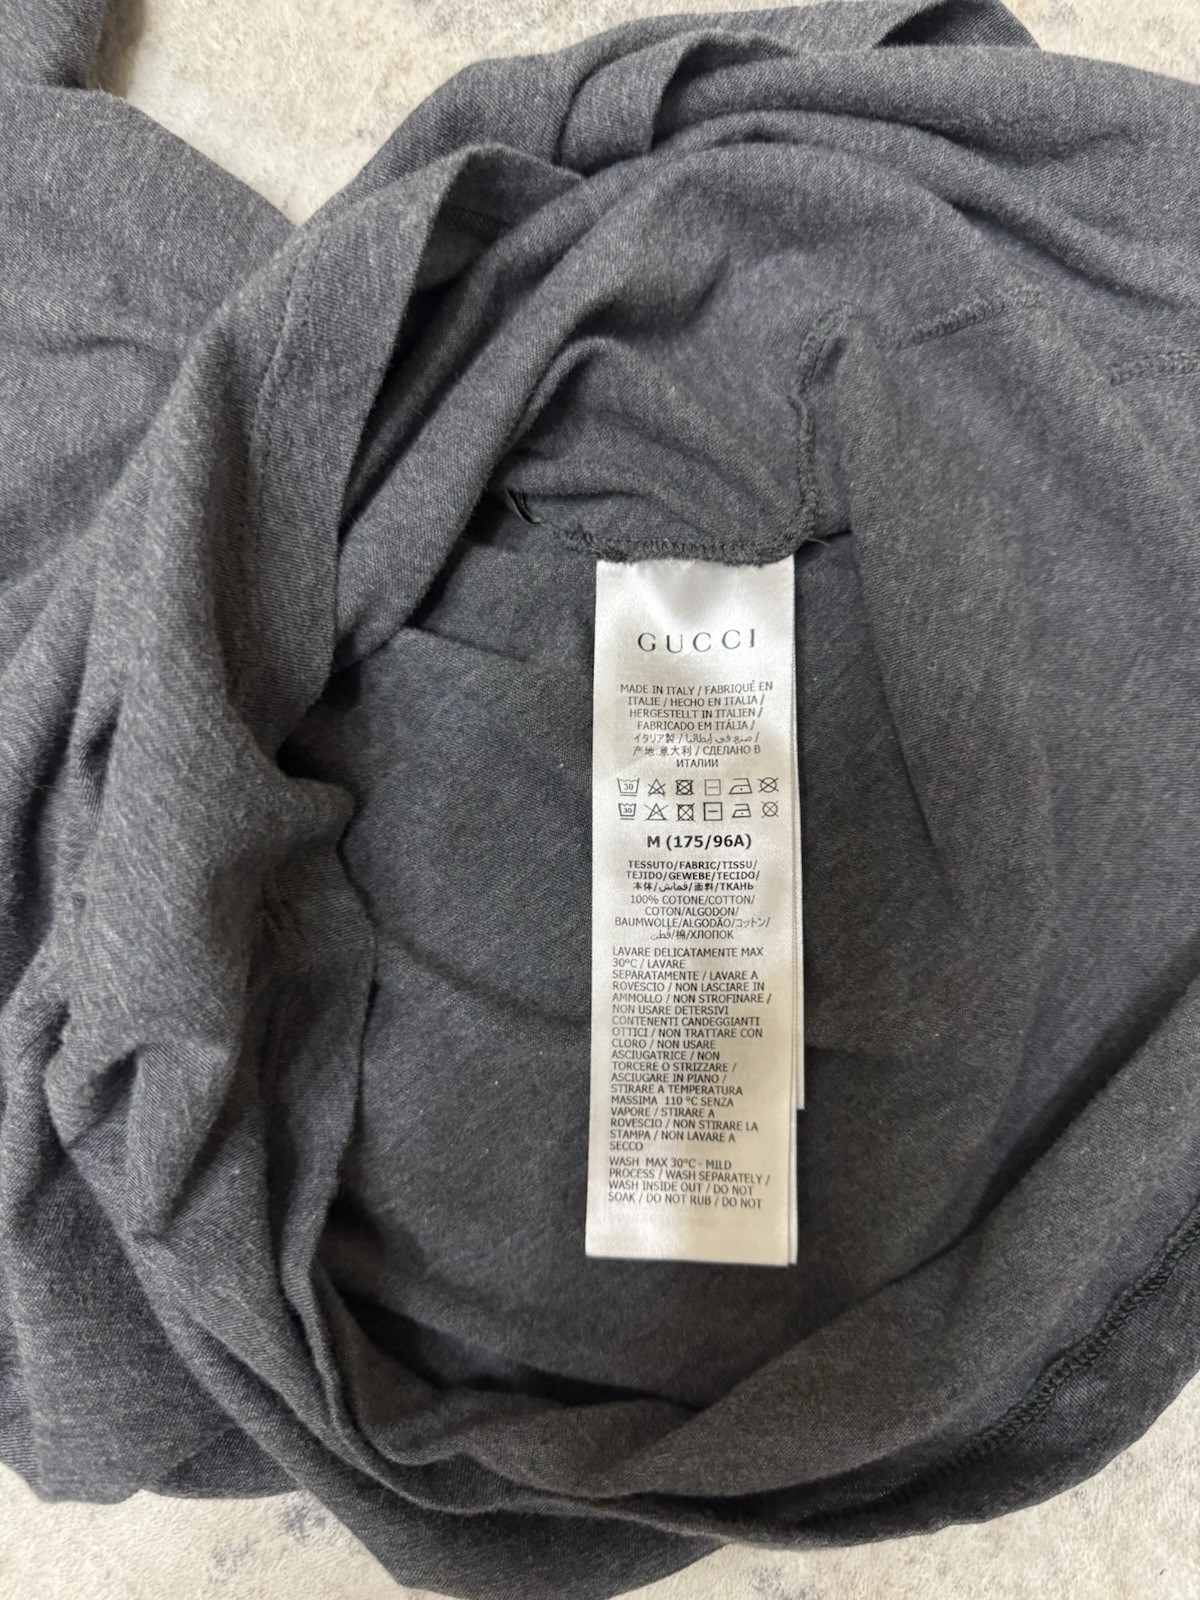 GUCCI
MADE IN ITALY / FABRIQUÉ EN
ITALIE / HECHO EN ITALIA /
HERGESTELLT IN ITALIEN /
FABRICADO EM ITÁLIA /
イタリア製 / صنع في إيطاليا /
产地:意大利 / СДЕЛАНО В
ИТАЛИИ
30
30
M (175/96A)
TESSUTO/FABRIC/TISSU/
TEJIDO/GEWEBE/TECIDO/
本体/قماش/面料/ТКАНЬ
100% COTONE/COTTON/
COTON/ALGODON/
BAUMWOLLE/ALGODÃO/コットン/
قطن/棉/ХЛОПОК
LAVARE DELICATAMENTE MAX
30°C / LAVARE
SEPARATAMENTE / LAVARE A
ROVESCIO / NON LASCIARE IN
AMMOLLO / NON STROFINARE /
NON USARE DETERSIVI
CONTENENTI CANDEGGIANTI
OTTICI / NON TRATTARE CON
CLORO / NON USARE
ASCIUGATRICE / NON
TORCERE O STRIZZARE /
ASCIUGARE IN PIANO /
STIRARE A TEMPERATURA
MASSIMA 110 °C SENZA
VAPORE / STIRARE A
ROVESCIO / NON STIRARE LA
STAMPA / NON LAVARE A
SECCO
WASH MAX 30°C - MILD
PROCESS / WASH SEPARATELY /
WASH INSIDE OUT / DO NOT
SOAK / DO NOT RUB / DO NOT